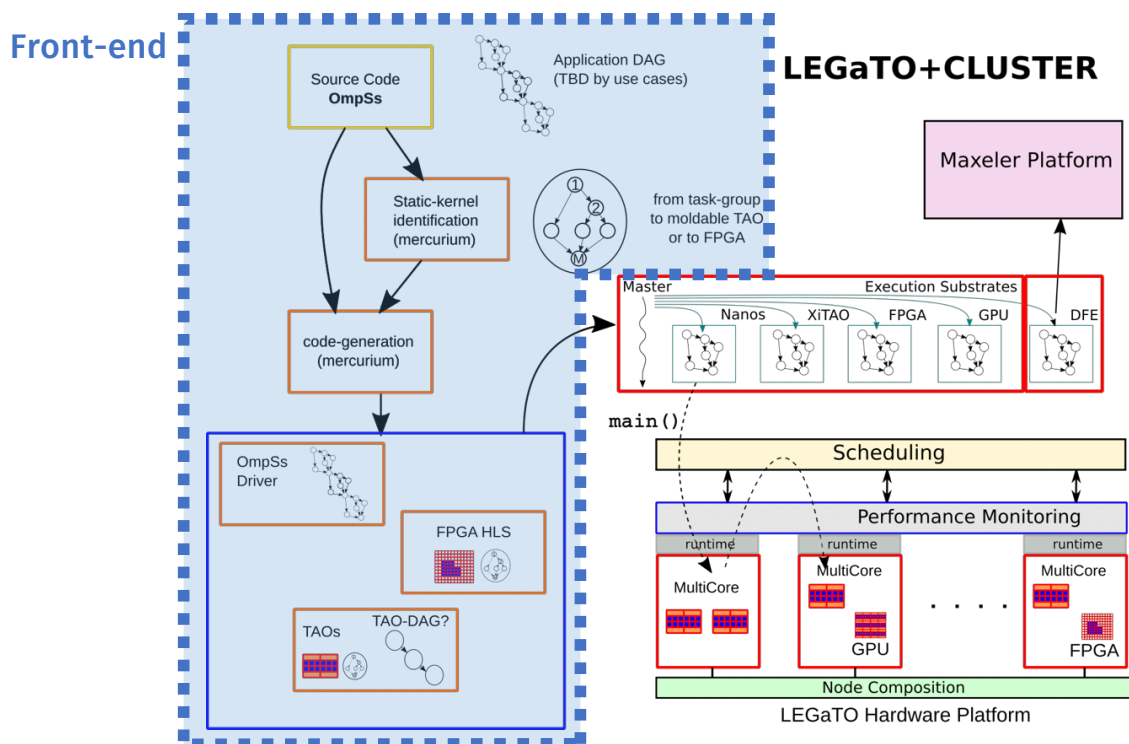 Front-end
Source Code
OmpSs
Application DAG
(TBD by use cases)
LEGaTO+CLUSTER
Maxeler Platform
Static-kernel
identification
(mercurium)
1
2
M
from task-group
to moldable TAO
or to FPGA
code-generation
(mercurium)
Master
Execution Substrates
Nanos
XiTAO
FPGA
GPU
DFE
main()
OmpSs
Driver
FPGA HLS
TAOs
TAO-DAG?
Scheduling
Performance Monitoring
runtime
runtime
runtime
MultiCore
MultiCore
GPU
. . . .
MultiCore
FPGA
Node Composition
LEGaTO Hardware Platform